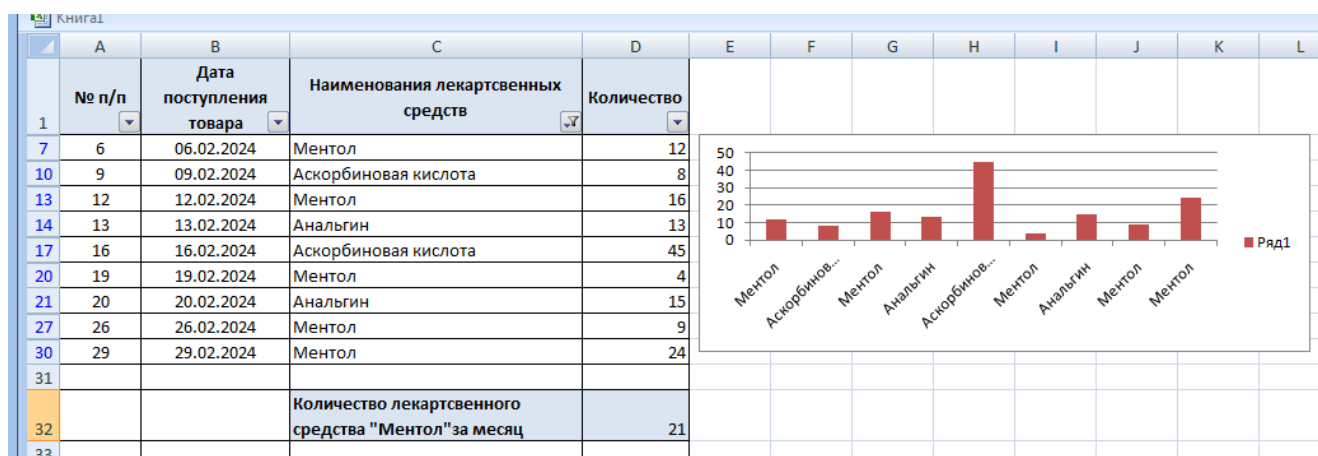 Книга1
A B C D E F G H I J K L
1 № п/п Дата поступления товара Наименования лекартсвенных средств Количество
7 6 06.02.2024 Ментол 12
10 9 09.02.2024 Аскорбиновая кислота 8
13 12 12.02.2024 Ментол 16
14 13 13.02.2024 Анальгин 13
17 16 16.02.2024 Аскорбиновая кислота 45
20 19 19.02.2024 Ментол 4
21 20 20.02.2024 Анальгин 15
27 26 26.02.2024 Ментол 9
30 29 29.02.2024 Ментол 24
31
32 Количество лекартсвенного
средства "Ментол"за месяц 21
33
50
40
30
20
10
0
Ментол Аскорбинов... Ментол Анальгин Аскорбинов... Ментол Анальгин Ментол Ментол
Ряд1